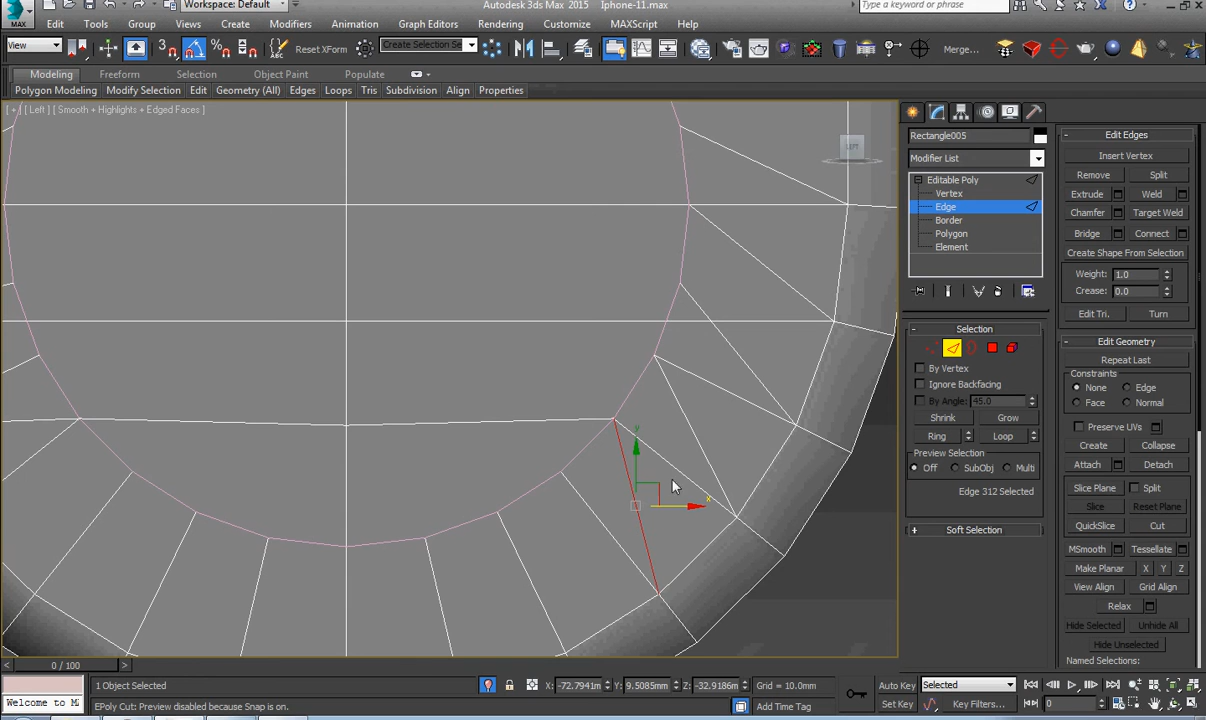 Workspace: Default
Autodesk 3ds Max 2015 Iphone-11.max
Type a keyword or phrase
MAX
Edit Tools Group Views Create Modifiers Animation Graph Editors Rendering Customize MAXScript Help
View 3 Reset XForm Create Selection Se Merge...
Modeling Freeform Selection Object Paint Populate
Polygon Modeling Modify Selection Edit Geometry (All) Edges Loops Tris Subdivision Align Properties
[ + ] [ Left ] [ Smooth + Highlights + Edged Faces ]
LEFT
y
x
Rectangle005
Modifier List
Editable Poly
Vertex
Edge
Border
Polygon
Element
- Selection
By Vertex
Ignore Backfacing
By Angle: 45.0
Shrink Grow
Ring Loop
Preview Selection
Off SubObj Multi
Edge 312 Selected
+ Soft Selection
- Edit Edges
Insert Vertex
Remove Split
Extrude Weld
Chamfer Target Weld
Bridge Connect
Create Shape From Selection
Weight: 1.0
Crease: 0.0
Edit Tri. Turn
- Edit Geometry
Repeat Last
Constraints
None Edge
Face Normal
Preserve UVs
Create Collapse
Attach Detach
Slice Plane Split
Slice Reset Plane
QuickSlice Cut
MSmooth Tessellate
Make Planar X Y Z
View Align Grid Align
Relax
Hide Selected Unhide All
Hide Unselected
Named Selections:
< 0 / 100 >
Welcome to M
1 Object Selected
X: -72.7941m Y: 9.5085mm Z: -32.9186m Grid = 10.0mm
Auto Key Selected
EPoly Cut: Preview disabled because Snap is on.
Add Time Tag
Set Key Key Filters... 0